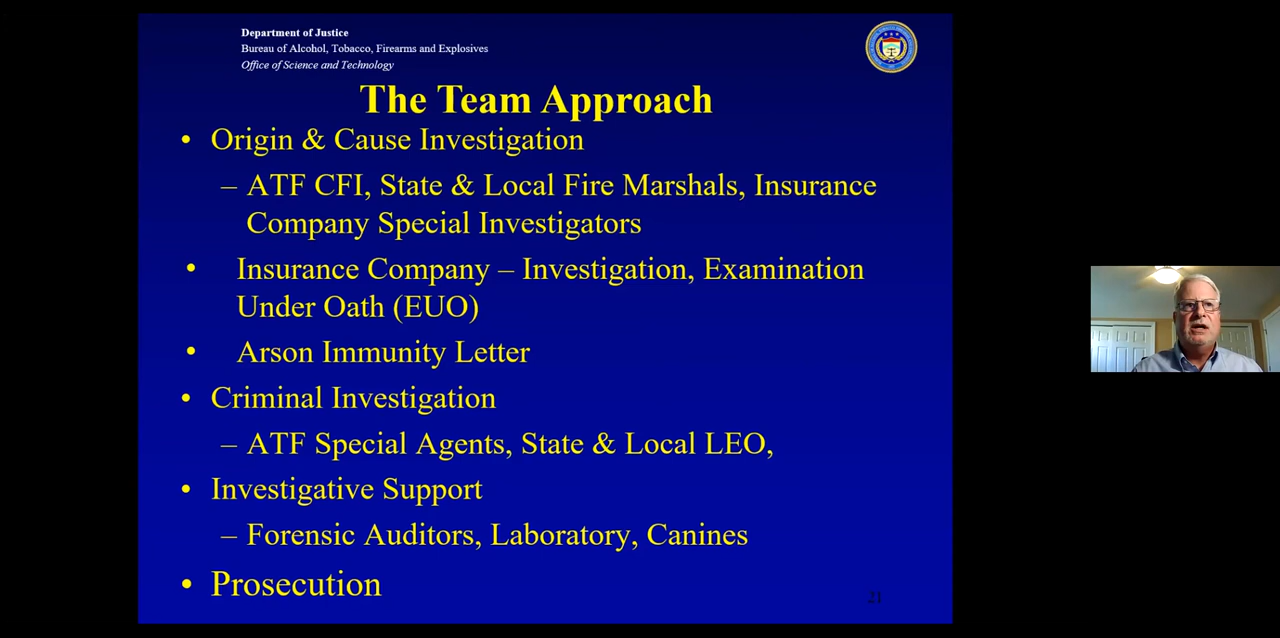 Department of Justice
Bureau of Alcohol, Tobacco, Firearms and Explosives
Office of Science and Technology
The Team Approach
• Origin & Cause Investigation
– ATF CFI, State & Local Fire Marshals, Insurance
Company Special Investigators
• Insurance Company – Investigation, Examination
Under Oath (EUO)
• Arson Immunity Letter
• Criminal Investigation
– ATF Special Agents, State & Local LEO,
• Investigative Support
– Forensic Auditors, Laboratory, Canines
• Prosecution
21